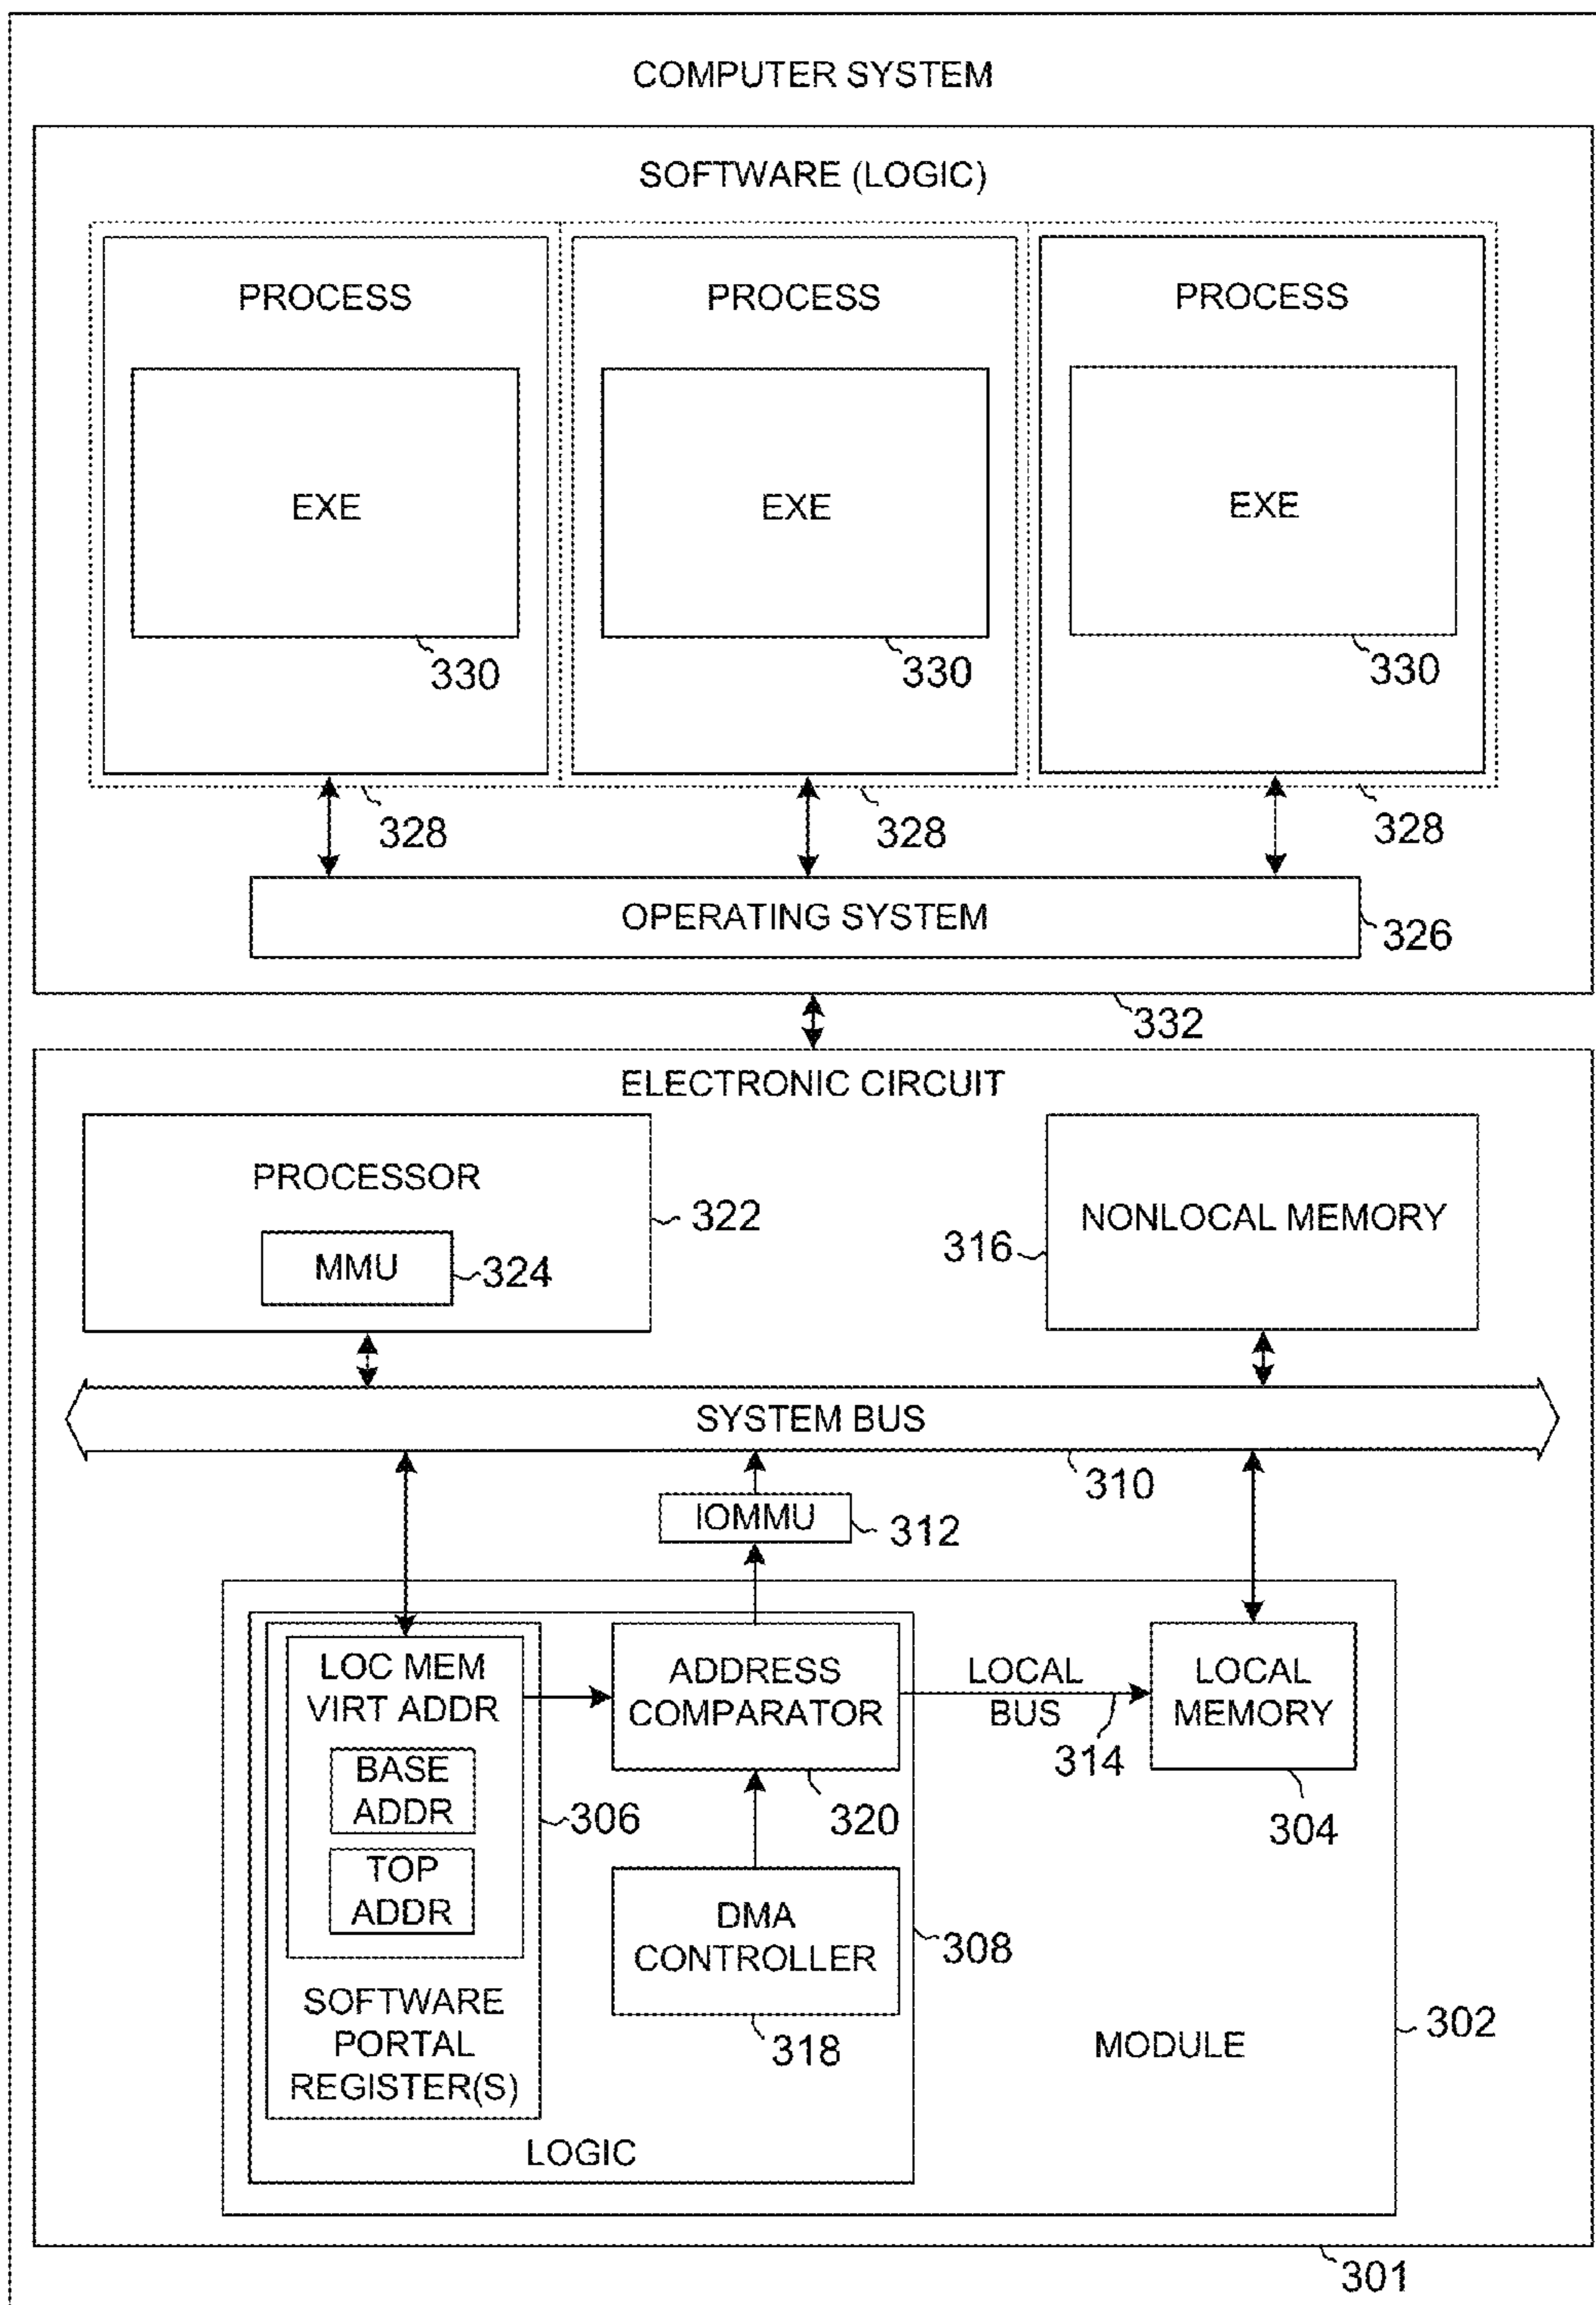 COMPUTER SYSTEM
SOFTWARE (LOGIC)
PROCESS
PROCESS
PROCESS
EXE
EXE
EXE
330
330
330
328
328
328
OPERATING SYSTEM
326
332
ELECTRONIC CIRCUIT
PROCESSOR
322
MMU
324
NONLOCAL MEMORY
316
SYSTEM BUS
310
IOMMU
312
LOC MEM
VIRT ADDR
BASE
ADDR
TOP
ADDR
306
SOFTWARE
PORTAL
REGISTER(S)
ADDRESS
COMPARATOR
320
LOCAL
BUS
314
LOCAL
MEMORY
304
DMA
CONTROLLER
318
308
LOGIC
MODULE
302
301